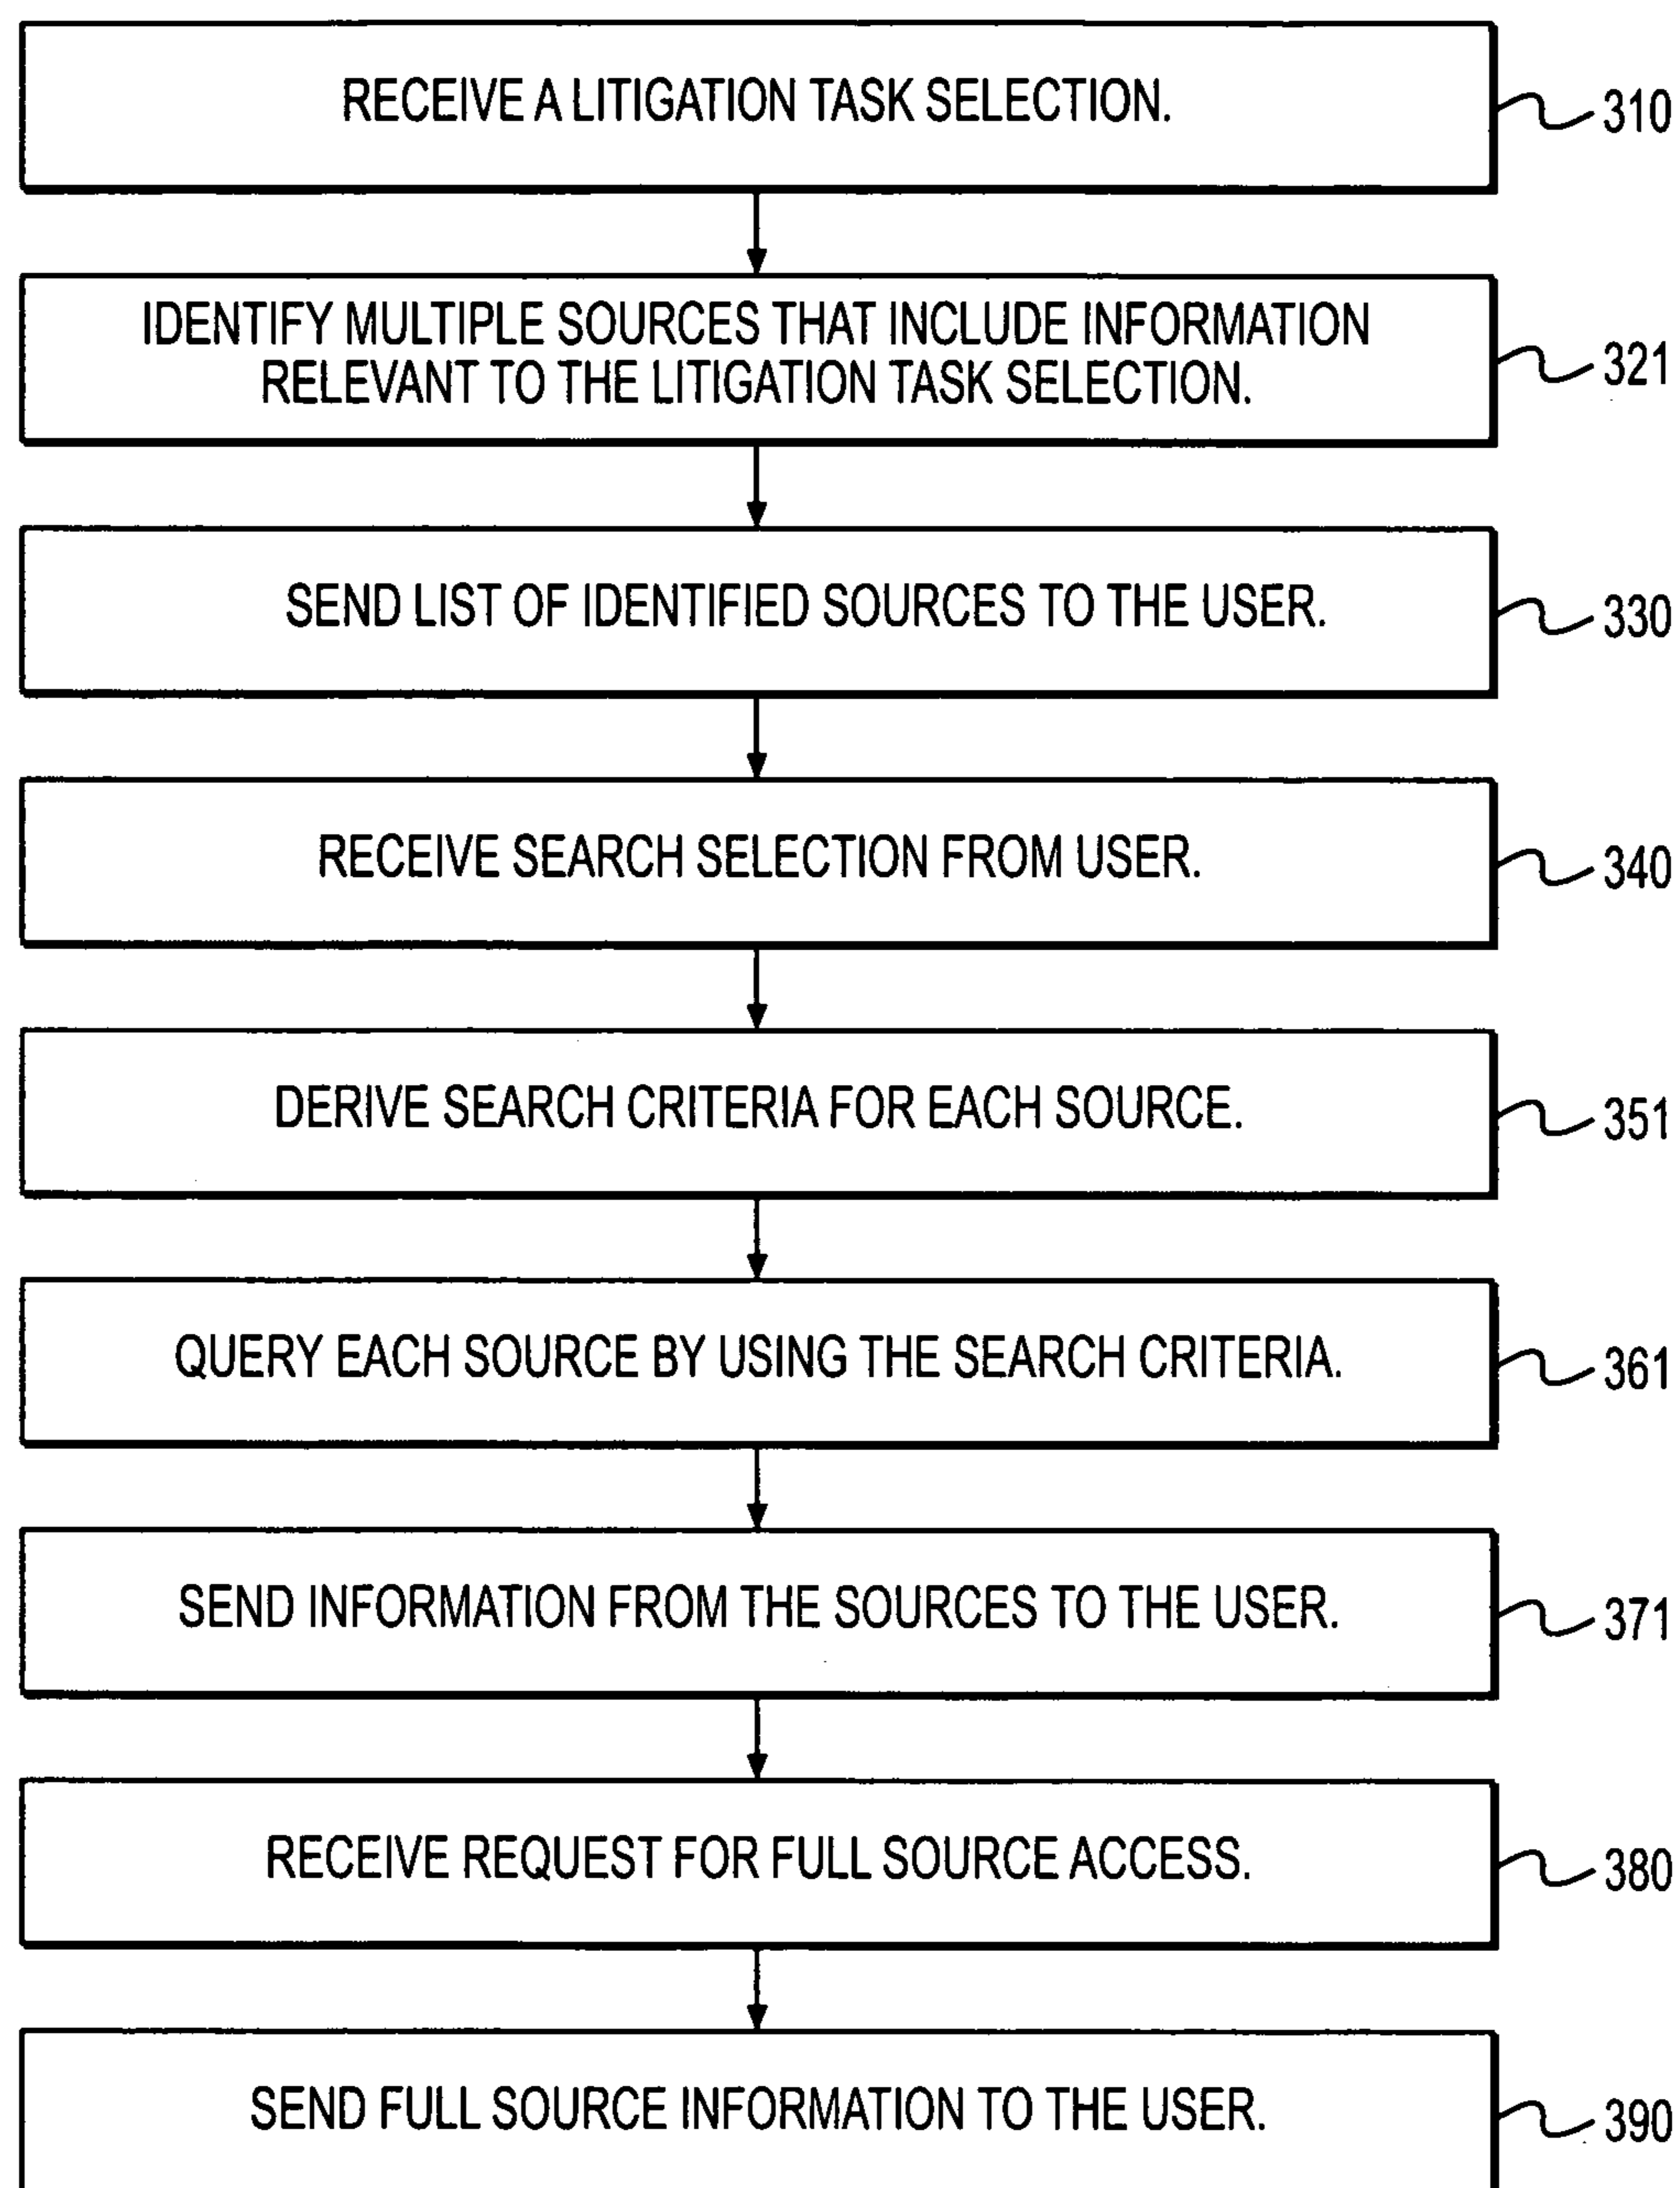 RECEIVE A LITIGATION TASK SELECTION.
310
IDENTIFY MULTIPLE SOURCES THAT INCLUDE INFORMATION
RELEVANT TO THE LITIGATION TASK SELECTION.
321
SEND LIST OF IDENTIFIED SOURCES TO THE USER.
330
RECEIVE SEARCH SELECTION FROM USER.
340
DERIVE SEARCH CRITERIA FOR EACH SOURCE.
351
QUERY EACH SOURCE BY USING THE SEARCH CRITERIA.
361
SEND INFORMATION FROM THE SOURCES TO THE USER.
371
RECEIVE REQUEST FOR FULL SOURCE ACCESS.
380
SEND FULL SOURCE INFORMATION TO THE USER.
390